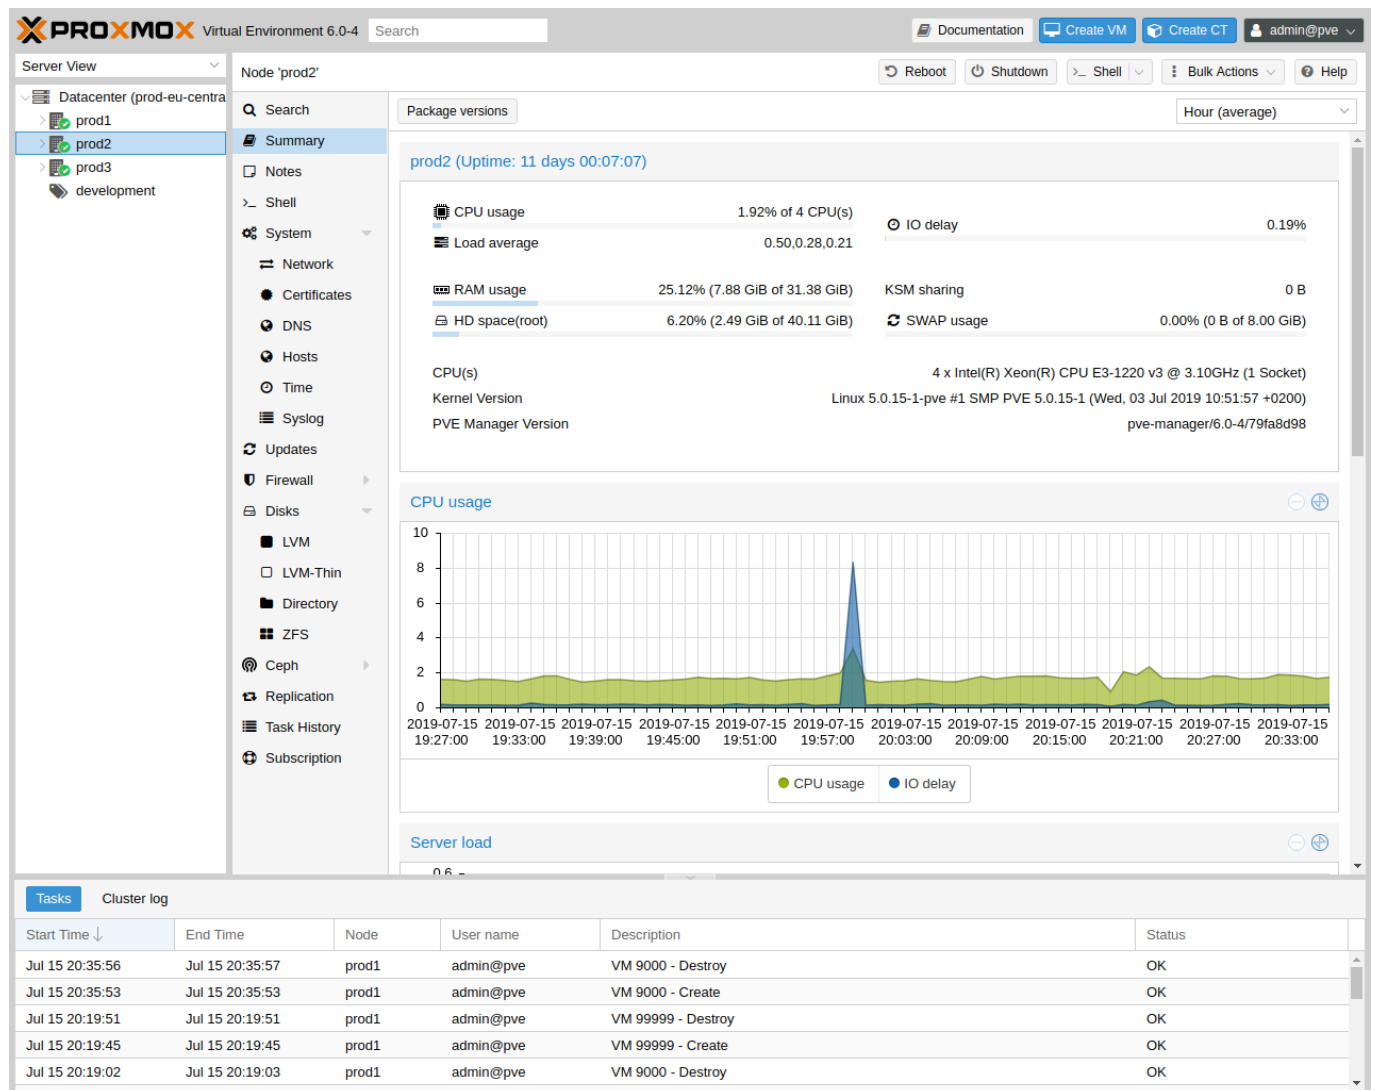 PROXMOX Virtual Environment 6.0-4 Search Documentation Create VM Create CT admin@pve
Server View
Datacenter (prod-eu-centra
prod1
prod2
prod3
development
Node 'prod2' Reboot Shutdown >_ Shell Bulk Actions Help
Search
Summary
Notes
>_ Shell
System
Network
Certificates
DNS
Hosts
Time
Syslog
Updates
Firewall
Disks
LVM
LVM-Thin
Directory
ZFS
Ceph
Replication
Task History
Subscription
Package versions Hour (average)
prod2 (Uptime: 11 days 00:07:07)
CPU usage 1.92% of 4 CPU(s)
Load average 0.50,0.28,0.21
IO delay 0.19%
RAM usage 25.12% (7.88 GiB of 31.38 GiB)
KSM sharing 0 B
HD space(root) 6.20% (2.49 GiB of 40.11 GiB)
SWAP usage 0.00% (0 B of 8.00 GiB)
CPU(s) 4 x Intel(R) Xeon(R) CPU E3-1220 v3 @ 3.10GHz (1 Socket)
Kernel Version Linux 5.0.15-1-pve #1 SMP PVE 5.0.15-1 (Wed, 03 Jul 2019 10:51:57 +0200)
PVE Manager Version pve-manager/6.0-4/79fa8d98
CPU usage
10
8
6
4
2
0
2019-07-15 2019-07-15 2019-07-15 2019-07-15 2019-07-15 2019-07-15 2019-07-15 2019-07-15 2019-07-15 2019-07-15 2019-07-15 2019-07-15
19:27:00 19:33:00 19:39:00 19:45:00 19:51:00 19:57:00 20:03:00 20:09:00 20:15:00 20:21:00 20:27:00 20:33:00
CPU usage IO delay
Server load
0.6
Tasks Cluster log
Start Time End Time Node User name Description Status
Jul 15 20:35:56 Jul 15 20:35:57 prod1 admin@pve VM 9000 - Destroy OK
Jul 15 20:35:53 Jul 15 20:35:53 prod1 admin@pve VM 9000 - Create OK
Jul 15 20:19:51 Jul 15 20:19:51 prod1 admin@pve VM 99999 - Destroy OK
Jul 15 20:19:45 Jul 15 20:19:45 prod1 admin@pve VM 99999 - Create OK
Jul 15 20:19:02 Jul 15 20:19:03 prod1 admin@pve VM 9000 - Destroy OK